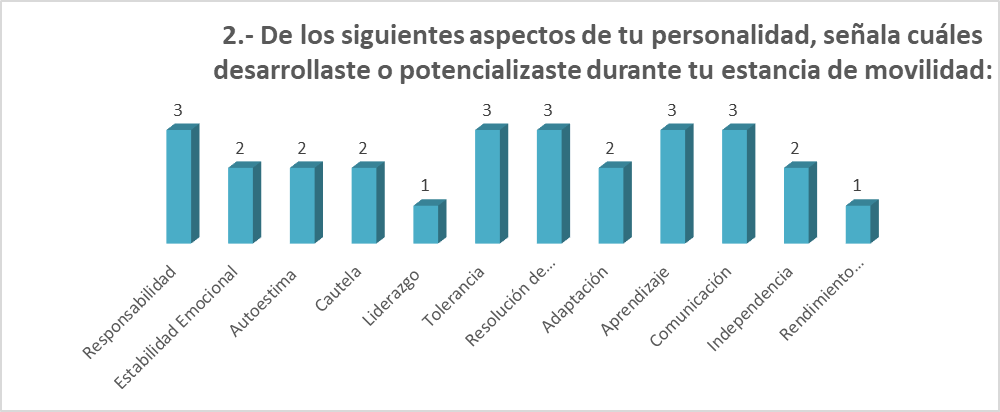 2.- De los siguientes aspectos de tu personalidad, señala cuáles
desarrollaste o potencializaste durante tu estancia de movilidad:
3
2
2
2
1
3
3
2
3
3
2
1
Responsabilidad
Estabilidad Emocional
Autoestima
Cautela
Liderazgo
Tolerancia
Resolución de...
Adaptación
Aprendizaje
Comunicación
Independencia
Rendimiento...